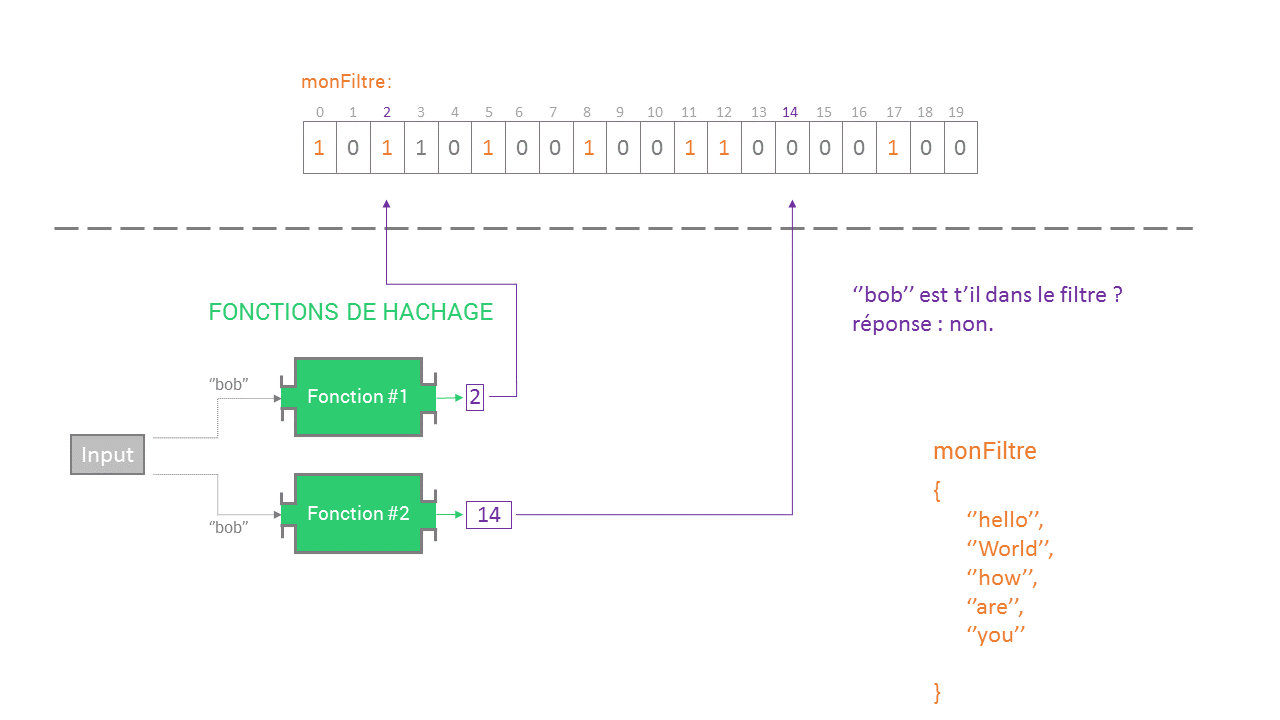 monFiltre:
0 1 2 3 4 5 6 7 8 9 10 11 12 13 14 15 16 17 18 19
1 0 1 1 0 1 0 0 1 0 0 1 1 0 0 0 0 1 0 0
‘’bob’’ est t’il dans le filtre ?
réponse : non.
FONCTIONS DE HACHAGE
‘’bob’’
Fonction #1
2
Input
Fonction #2
14
‘’bob’’
monFiltre
{
‘’hello’’,
‘’World’’,
‘’how’’,
‘’are’’,
‘’you’’
}